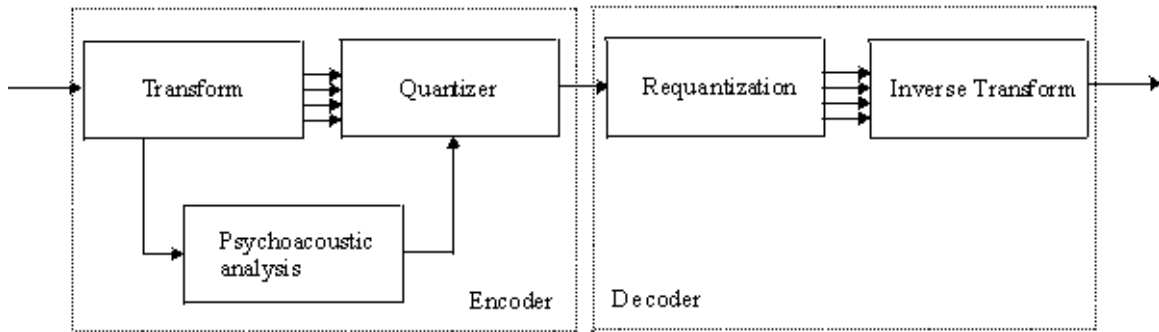 Transform
Quantizer
Requantization
Inverse Transform
Psychoacoustic
analysis
Encoder
Decoder